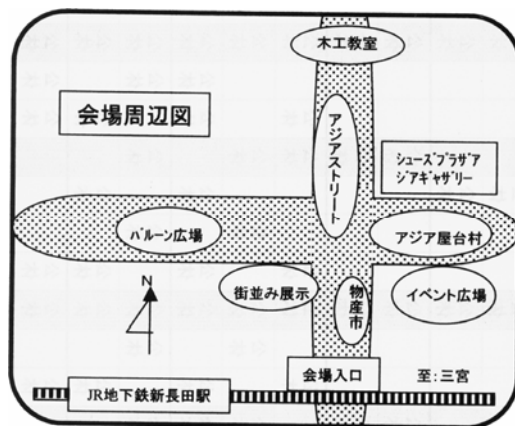 木工教室
会場周辺図
アジアストリート
シューズプラザア
ジアギャザリー
バルーン広場
アジア屋台村
街並み展示
物産市
イベント広場
N
会場入口
至:三宮
JR地下鉄新長田駅